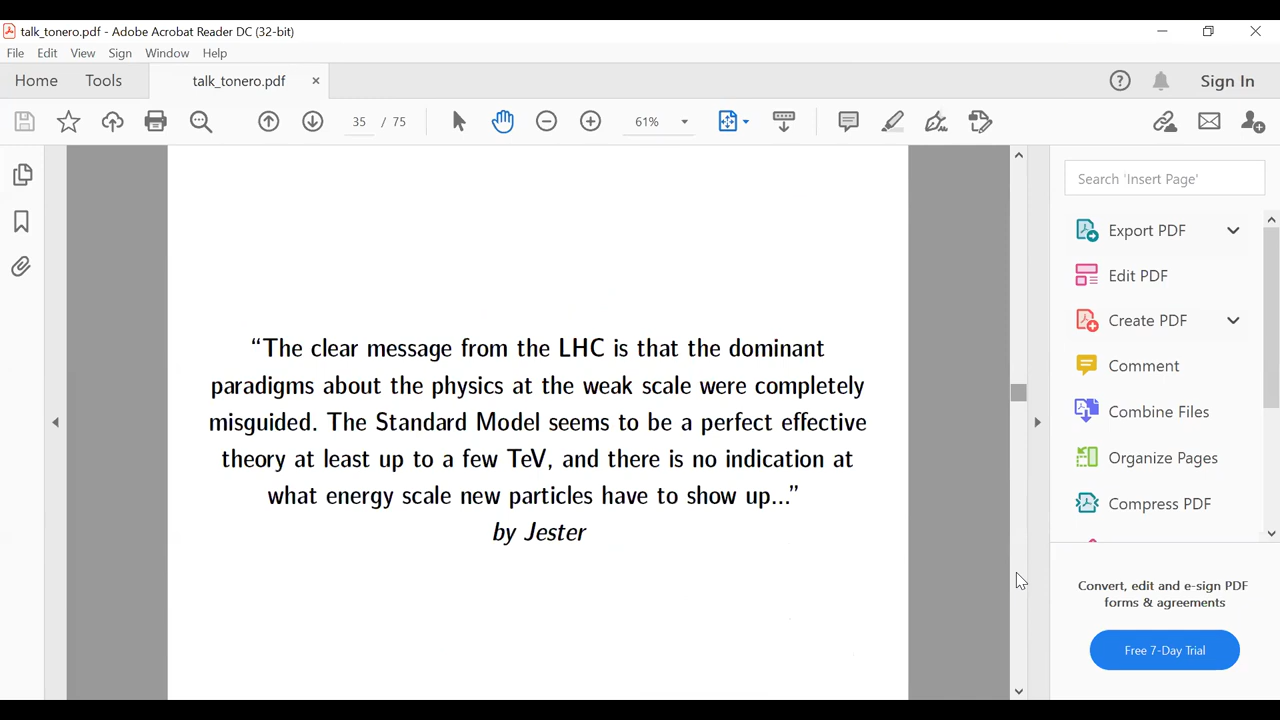 talk_tonero.pdf - Adobe Acrobat Reader DC (32-bit)
File Edit View Sign Window Help
Home Tools talk_tonero.pdf × Sign In
35 / 75 61%
Search 'Insert Page'
Export PDF
Edit PDF
Create PDF
Comment
Combine Files
Organize Pages
Compress PDF
Convert, edit and e-sign PDF
forms & agreements
Free 7-Day Trial
“The clear message from the LHC is that the dominant
paradigms about the physics at the weak scale were completely
misguided. The Standard Model seems to be a perfect effective
theory at least up to a few TeV, and there is no indication at
what energy scale new particles have to show up...”
by Jester